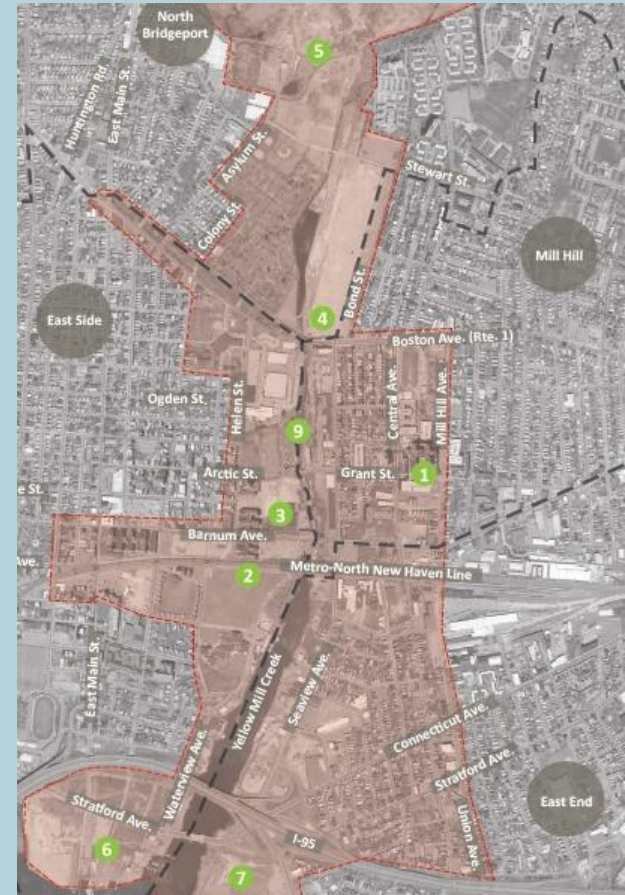 North
Bridgeport
5
Huntington Rd.
East Main St.
Asylum St.
Stewart St.
Colony St.
Mill Hill
Bond St.
4
East Side
Boston Ave. (Rte. 1)
Central Ave.
Mill Hill Ave.
Ogden St.
Helen St.
9
Arctic St.
Grant St.
1
e St.
3
Barnum Ave.
Ave.
2
Metro-North New Haven Line
East Main St.
Yellow Mill Creek
Seaview Ave.
Connecticut Ave.
Waterview Ave.
Stratford Ave.
Stratford Ave.
East End
I-95
Union Ave.
6
7